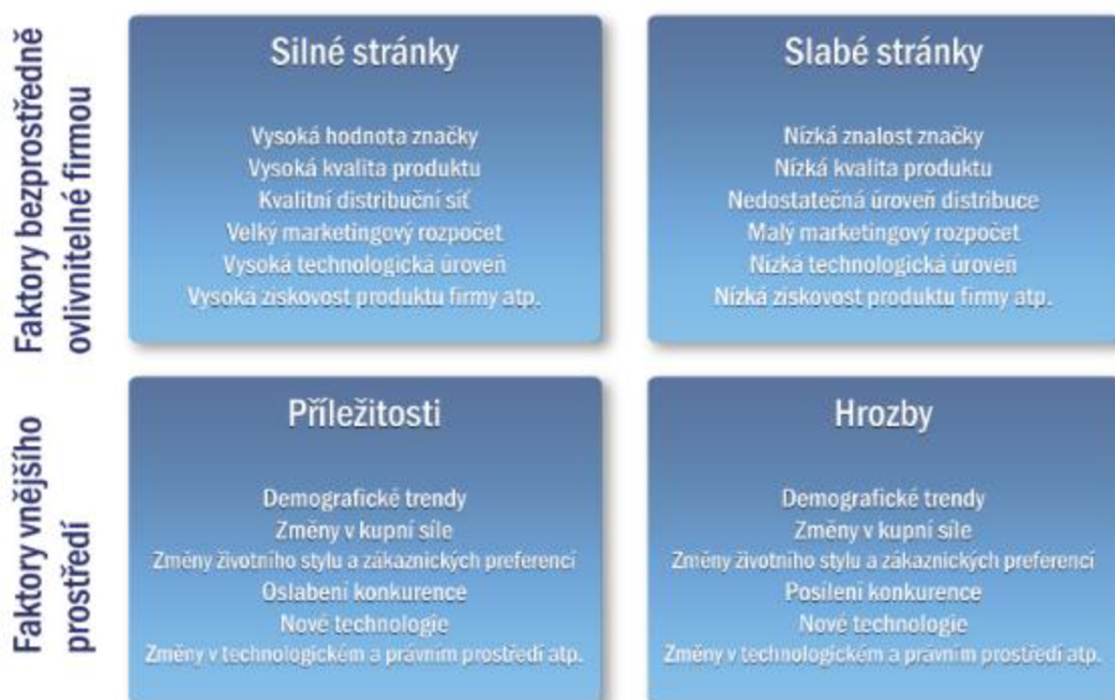 Faktory bezprostředně
ovlivnitelné firmou
Silné stránky
Vysoká hodnota značky
Vysoká kvalita produktu
Kvalitní distribuční síť
Velký marketingový rozpočet
Vysoká technologická úroveň
Vysoká ziskovost produktu firmy atp.
Slabé stránky
Nízká znalost značky
Nízká kvalita produktu
Nedostatečná úroveň distribuce
Malý marketingový rozpočet
Nízká technologická úroveň
Nízká ziskovost produktu firmy atp.
Faktory vnějšího
prostředí
Příležitosti
Demografické trendy
Změny v kupní síle
Změny životního stylu a zákaznických preferencí
Oslabení konkurence
Nové technologie
Změny v technologickém a právním prostředí atp.
Hrozby
Demografické trendy
Změny v kupní síle
Změny životního stylu a zákaznických preferencí
Posílení konkurence
Nové technologie
Změny v technologickém a právním prostředí atp.